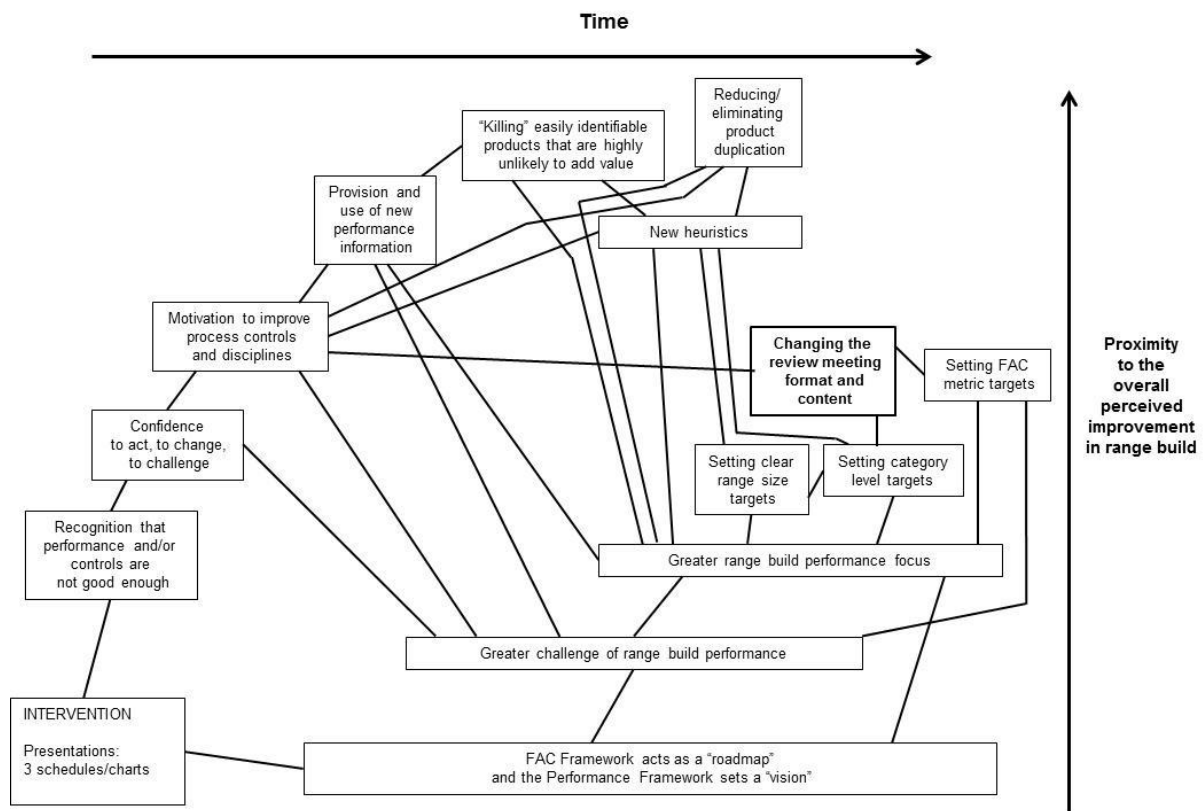 Time
Reducing/
eliminating
product
duplication
“Killing” easily identifiable
products that are highly
unlikely to add value
Provision and
use of new
performance
information
New heuristics
Motivation to improve
process controls
and disciplines
Changing the
review meeting
format and
content
Setting FAC
metric targets
Proximity
to the
overall
perceived
improvement
in range build
Confidence
to act, to change,
to challenge
Setting clear
range size
targets
Setting category
level targets
Recognition that
performance and/or
controls are
not good enough
Greater range build performance focus
Greater challenge of range build performance
INTERVENTION
Presentations:
3 schedules/charts
FAC Framework acts as a “roadmap”
and the Performance Framework sets a “vision”